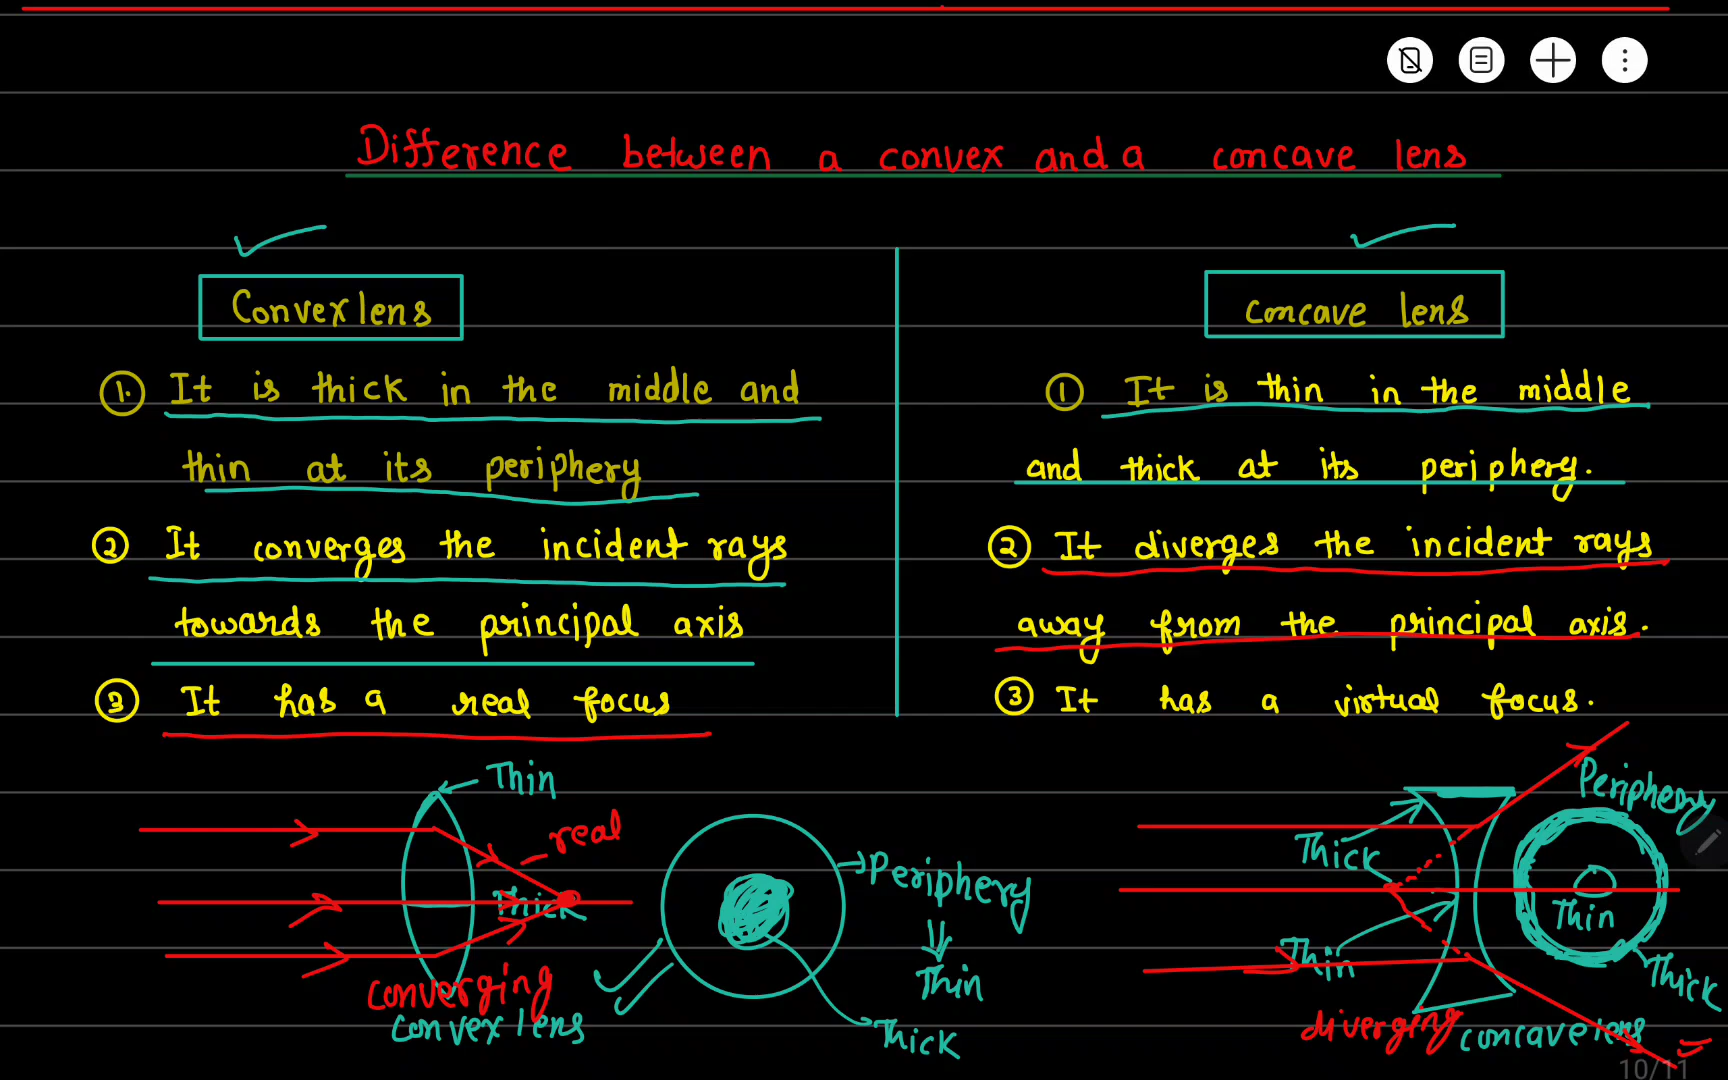 Difference between a convex and a concave lens
Convex lens
1. It is thick in the middle and
thin at its periphery
2 It converges the incident rays
towards the principal axis
3 It has a real focus
concave lens
1 It is thin in the middle
and thick at its periphery.
2 It diverges the incident rays
away from the principal axis.
3 It has a virtual focus.
Thin
real
Thick
converging
convex lens
Periphery
Thin
Thick
Periphery
Thick
Thin
Thin
Thick
diverging
concave lens
10/11